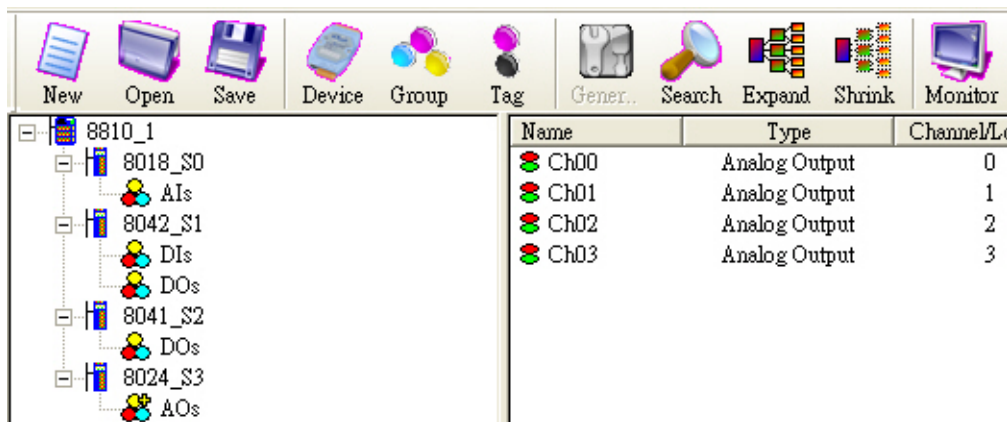 New Open Save Device Group Tag Gener.. Search Expand Shrink Monitor
8810_1
8018_S0
AIs
8042_S1
DIs
DOs
8041_S2
DOs
8024_S3
AOs
Name Type Channel/Lo
Ch00 Analog Output 0
Ch01 Analog Output 1
Ch02 Analog Output 2
Ch03 Analog Output 3